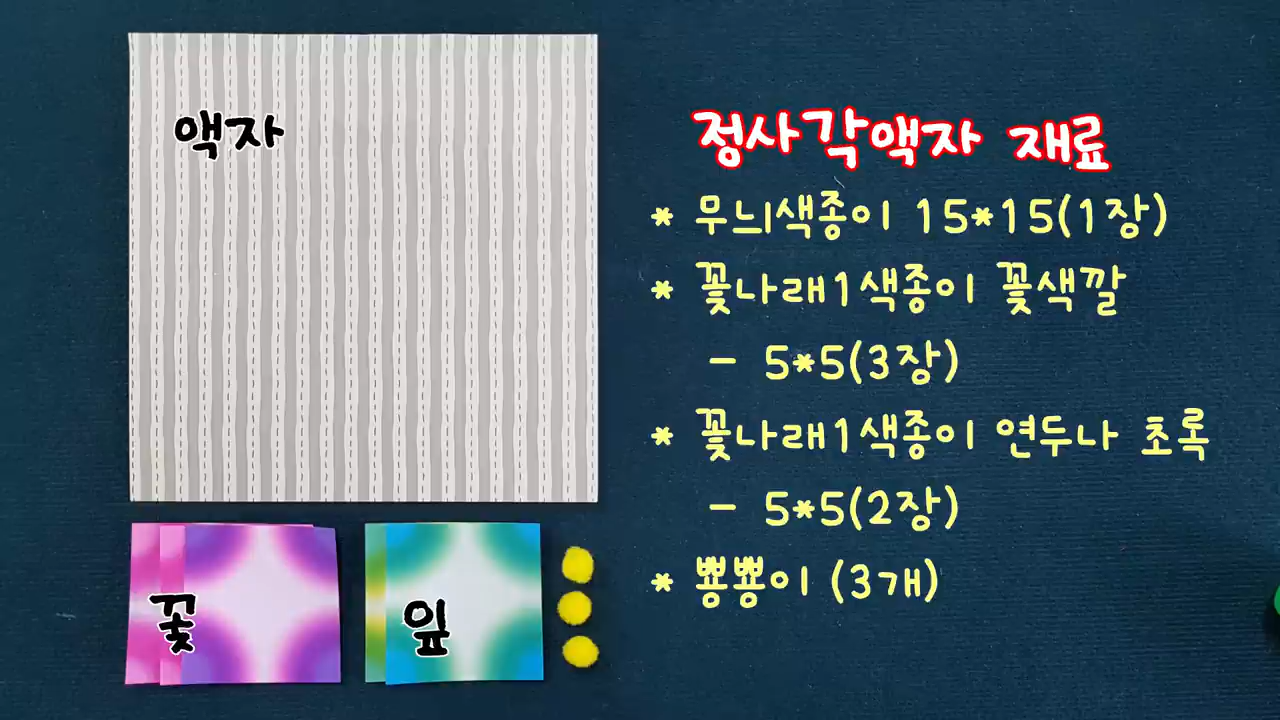 액자
정사각액자 재료
* 무늬색종이 15*15(1장)
* 꽃나래1색종이 꽃색깔
- 5*5(3장)
* 꽃나래1색종이 연두나 초록
- 5*5(2장)
* 뿅뿅이 (3개)
꽃
잎